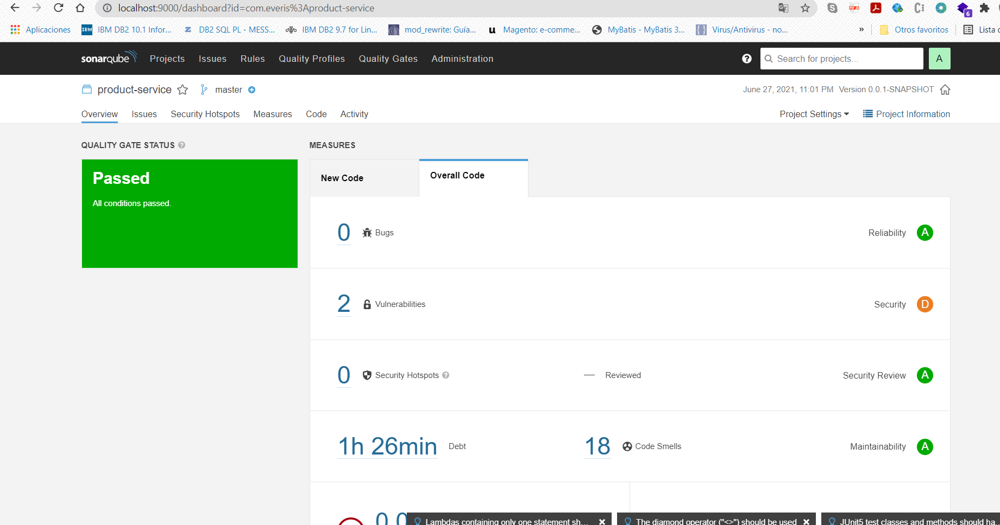 localhost:9000/dashboard?id=com.everis%3Aproduct-service
6
Aplicaciones
IBM DB2 10.1 Infor...
DB2 SQL PL - MESS...
IBM DB2 9.7 for Lin...
mod_rewrite: Guía...
Magento: e-comme...
MyBatis - MyBatis 3...
Virus/Antivirus - no...
»
Otros favoritos
Lista
sonarqube
Projects
Issues
Rules
Quality Profiles
Quality Gates
Administration
Search for projects...
A
product-service
master
June 27, 2021, 11:01 PM
Version 0.0.1-SNAPSHOT
Overview
Issues
Security Hotspots
Measures
Code
Activity
Project Settings
Project Information
QUALITY GATE STATUS
MEASURES
Passed
All conditions passed.
New Code
Overall Code
0 Bugs
Reliability A
2 Vulnerabilities
Security D
0 Security Hotspots
— Reviewed
Security Review A
1h 26min Debt
18 Code Smells
Maintainability A
0.0
Lambdas containing only one statement sh...
The diamond operator ("<>") should be used
JUnit5 test classes and methods should ha